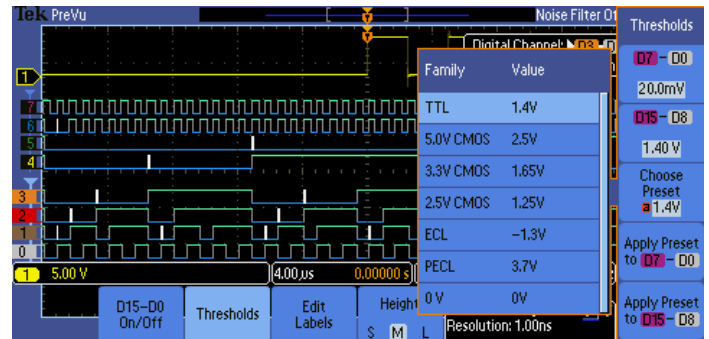 Tek PreVu
Noise Filter Of
Thresholds
Digital Channel: D3
D7 – D0
20.0mV
D15 – D8
1.40 V
Choose
Preset
a 1.4V
Apply Preset
to D7 – D0
Apply Preset
to D15 – D8
Family Value
TTL 1.4V
5.0V CMOS 2.5V
3.3V CMOS 1.65V
2.5V CMOS 1.25V
ECL –1.3V
PECL 3.7V
0 V 0V
1
7
6
5
4
3
2
1
0
1 5.00 V
4.00µs
0.00000 s
D15–D0
On/Off
Thresholds
Edit
Labels
Height
S M L
Resolution: 1.00ns